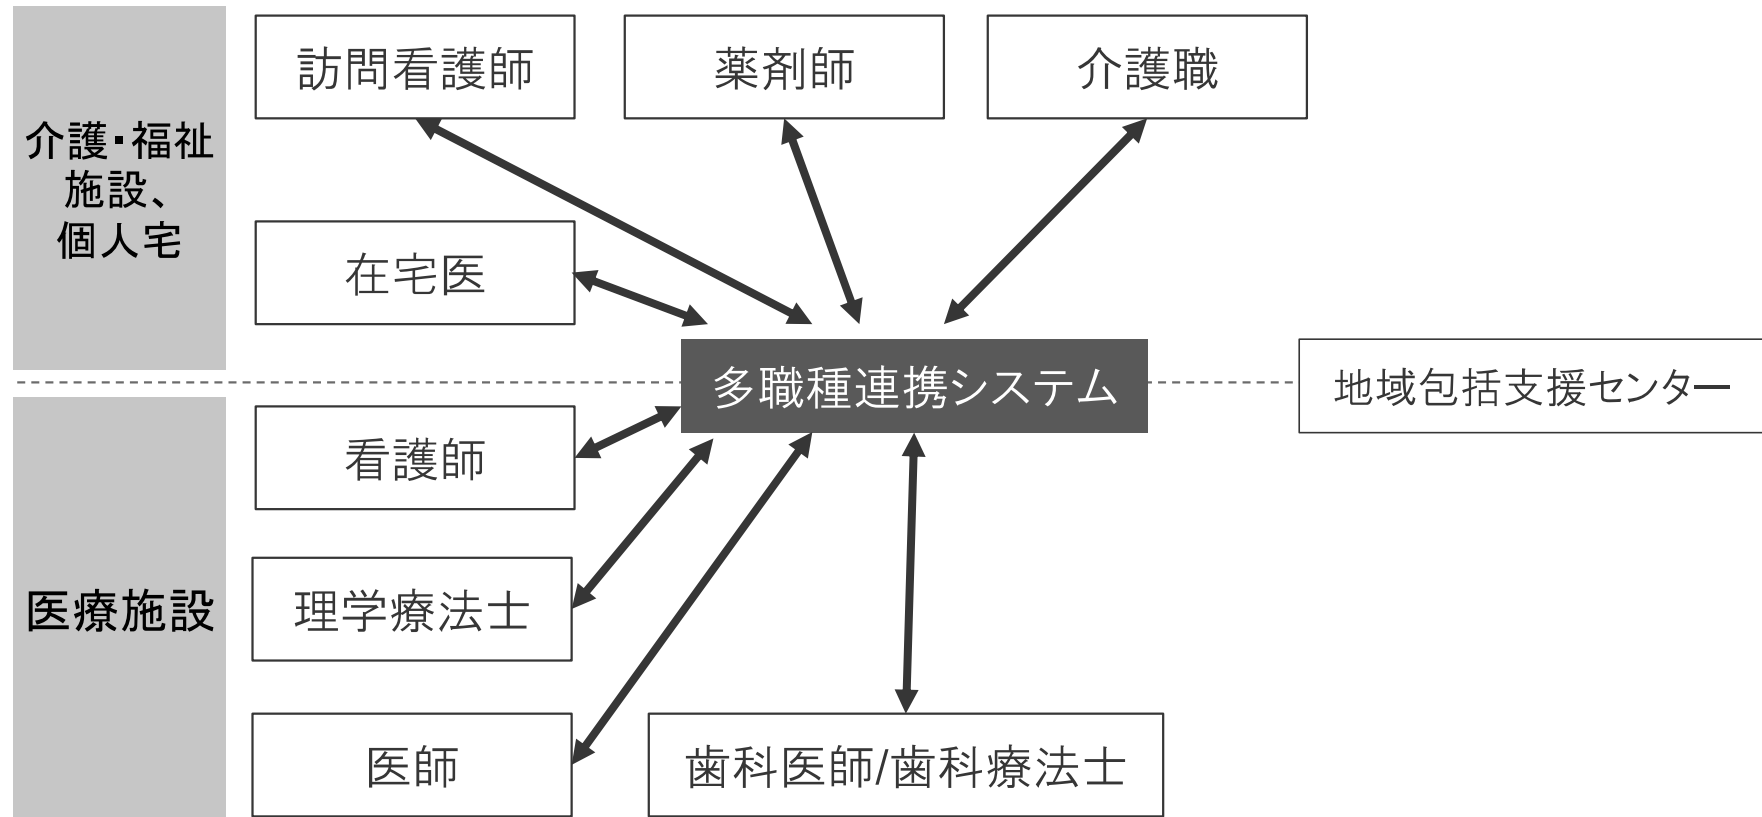 介護・福祉
施設、
個人宅
訪問看護師
薬剤師
介護職
在宅医
多職種連携システム
地域包括支援センター
医療施設
看護師
理学療法士
医師
歯科医師/歯科療法士